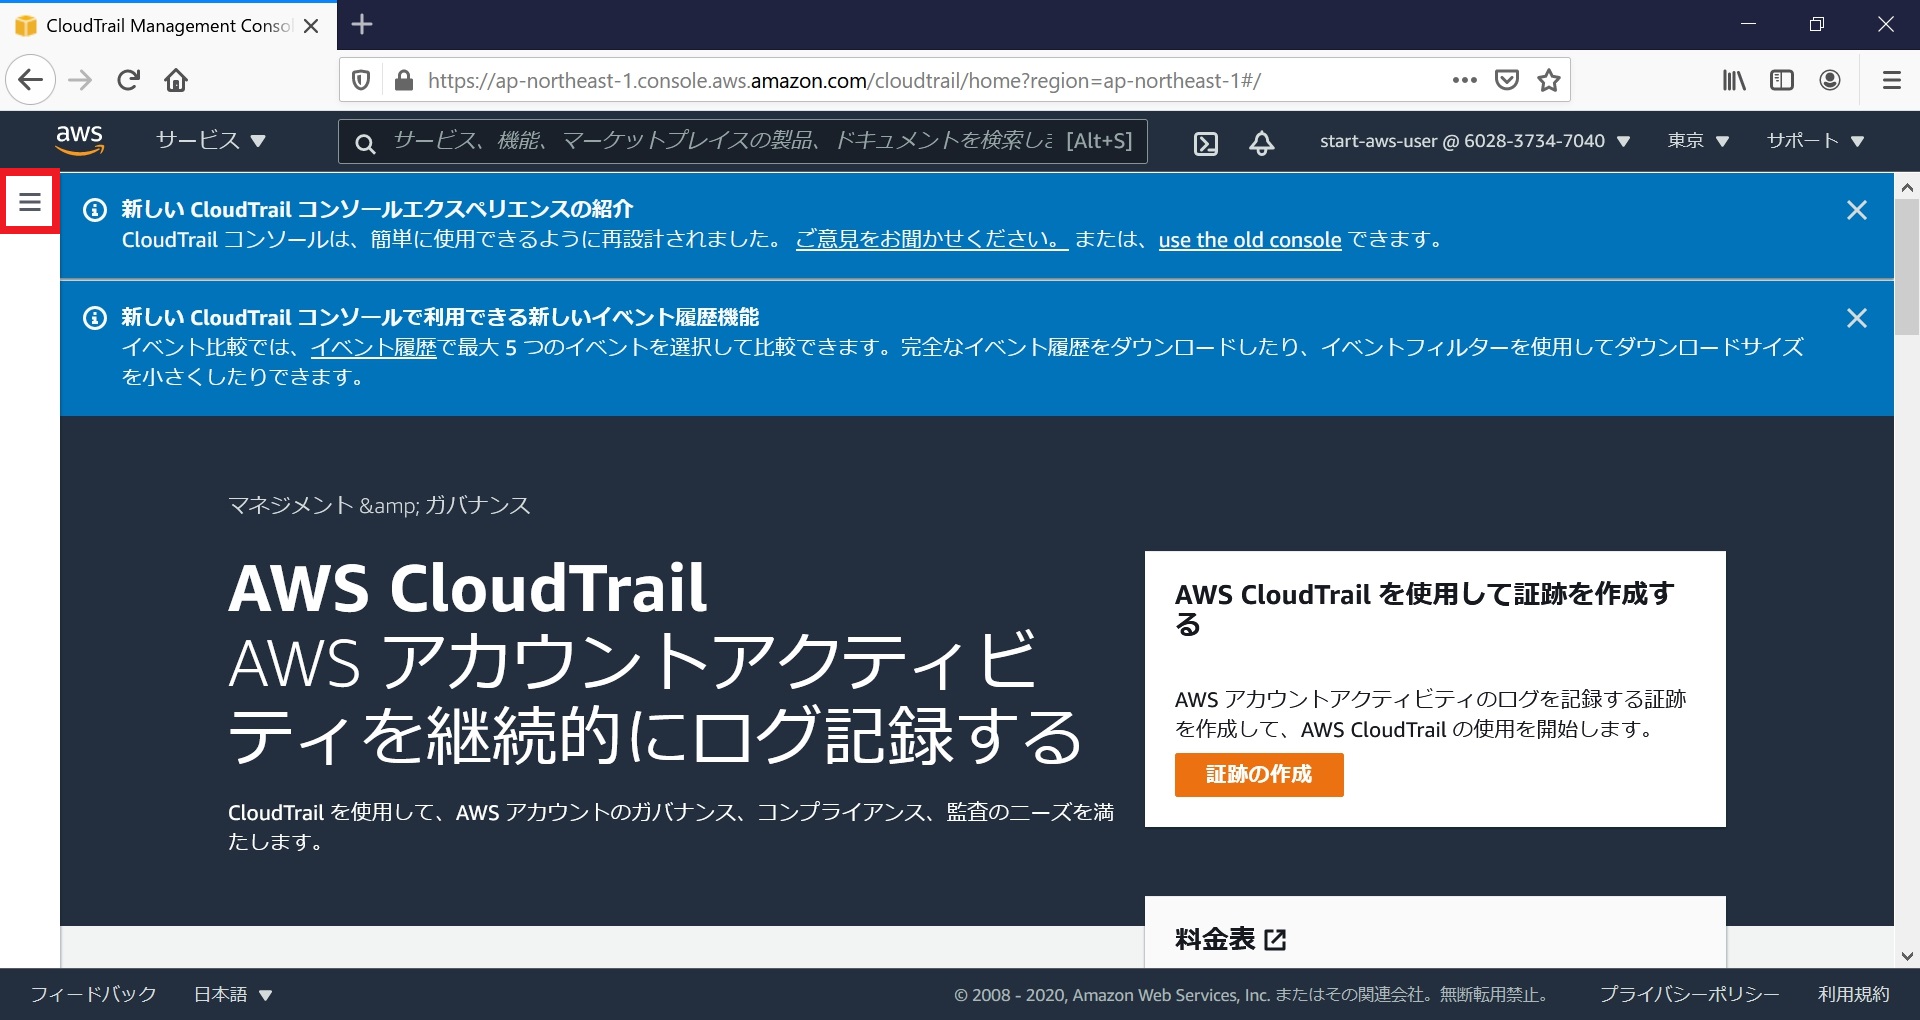 CloudTrail Management Consol
https://ap-northeast-1.console.aws.amazon.com/cloudtrail/home?region=ap-northeast-1#/
aws
サービス
サービス、機能、マーケットプレイスの製品、ドキュメントを検索しま [Alt+S]
start-aws-user @ 6028-3734-7040
東京
サポート
新しい CloudTrail コンソールエクスペリエンスの紹介
CloudTrail コンソールは、簡単に使用できるように再設計されました。 ご意見をお聞かせください。 または、use the old console できます。
新しい CloudTrail コンソールで利用できる新しいイベント履歴機能
イベント比較では、イベント履歴で最大 5 つのイベントを選択して比較できます。完全なイベント履歴をダウンロードしたり、イベントフィルターを使用してダウンロードサイズ
を小さくしたりできます。
マネジメント &amp; ガバナンス
AWS CloudTrail
AWS アカウントアクティビ
ティを継続的にログ記録する
CloudTrail を使用して、AWS アカウントのガバナンス、コンプライアンス、監査のニーズを満
たします。
AWS CloudTrail を使用して証跡を作成す
る
AWS アカウントアクティビティのログを記録する証跡
を作成して、AWS CloudTrail の使用を開始します。
証跡の作成
料金表
フィードバック
日本語
© 2008 - 2020, Amazon Web Services, Inc. またはその関連会社。無断転用禁止。
プライバシーポリシー
利用規約